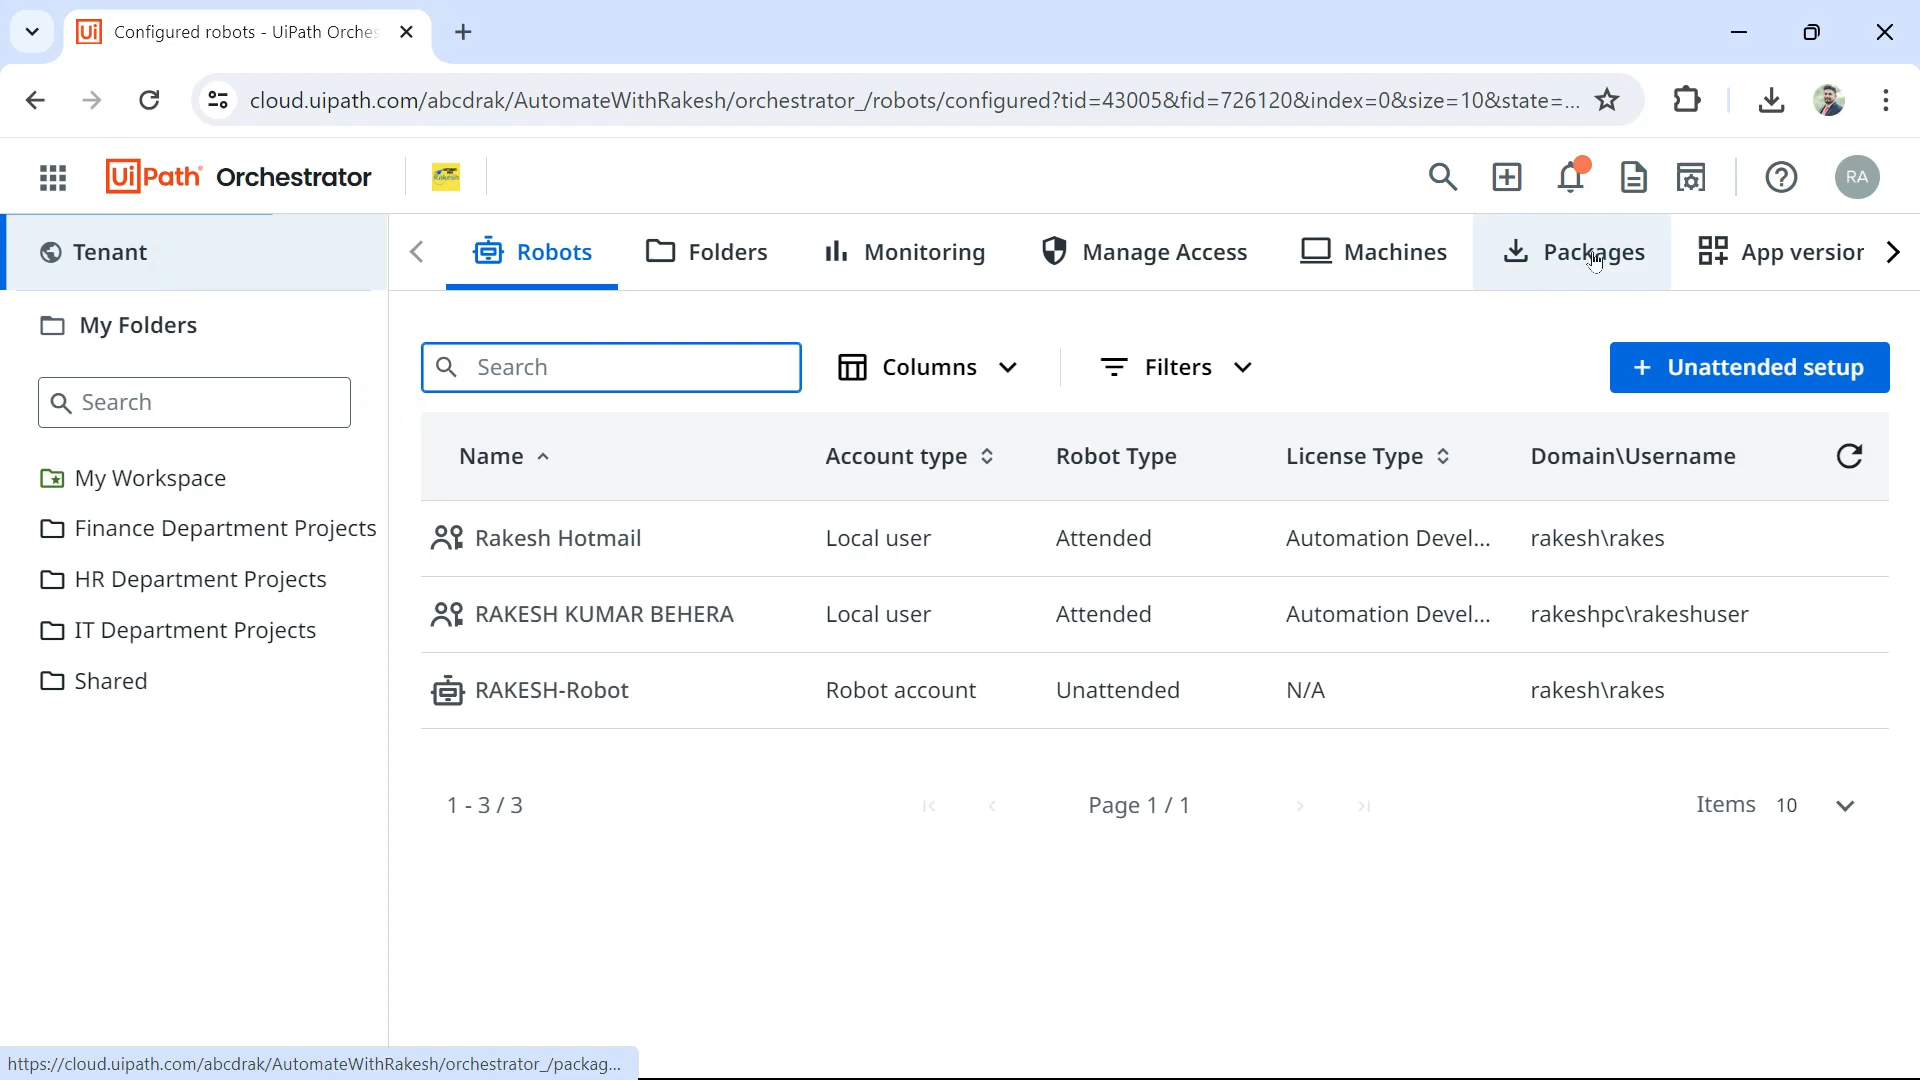 Configured robots - UiPath Orches
cloud.uipath.com/abcdrak/AutomateWithRakesh/orchestrator_/robots/configured?tid=43005&fid=726120&index=0&size=10&state=...
UiPath Orchestrator
Rakesh
RA
Tenant
Robots
Folders
Monitoring
Manage Access
Machines
Packages
App version
My Folders
Search
My Workspace
Finance Department Projects
HR Department Projects
IT Department Projects
Shared
Search
Columns
Filters
+ Unattended setup
Name Account type Robot Type License Type Domain\Username
Rakesh Hotmail Local user Attended Automation Devel... rakesh\rakes
RAKESH KUMAR BEHERA Local user Attended Automation Devel... rakeshpc\rakeshuser
RAKESH-Robot Robot account Unattended N/A rakesh\rakes
1 - 3 / 3
Page 1 / 1
Items 10
https://cloud.uipath.com/abcdrak/AutomateWithRakesh/orchestrator_/packag...